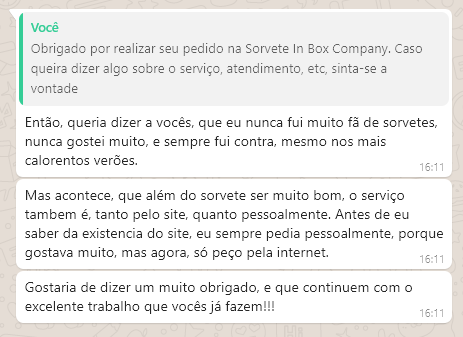 Você
Obrigado por realizar seu pedido na Sorvete In Box Company. Caso
queira dizer algo sobre o serviço, atendimento, etc, sinta-se a
vontade
Então, queria dizer a vocês, que eu nunca fui muito fã de sorvetes,
nunca gostei muito, e sempre fui contra, mesmo nos mais
calorentos verões.
16:11
Mas acontece, que além do sorvete ser muito bom, o serviço
tambem é, tanto pelo site, quanto pessoalmente. Antes de eu
saber da existencia do site, eu sempre pedia pessoalmente, porque
gostava muito, mas agora, só peço pela internet.
16:11
Gostaria de dizer um muito obrigado, e que continuem com o
excelente trabalho que vocês já fazem!!!
16:11